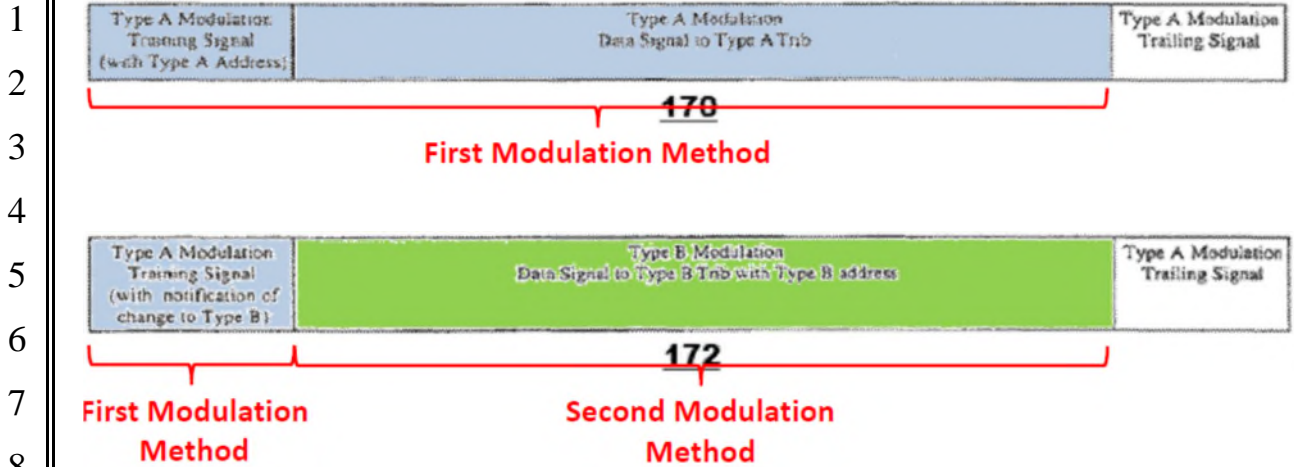 1
2
3
4
5
6
7
8
Type A Modulation
Training Signal
(with Type A Address)
Type A Modulation
Data Signal to Type A Trib
Type A Modulation
Trailing Signal
170
First Modulation Method
Type A Modulation
Training Signal
(with notification of
change to Type B)
Type B Modulation
Data Signal to Type B Trib with Type B address
Type A Modulation
Trailing Signal
172
First Modulation
Method
Second Modulation
Method